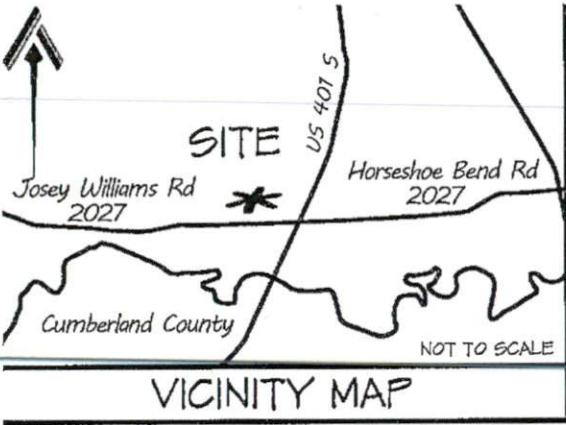 US 401 S
SITE
Josey Williams Rd
2027
Horseshoe Bend Rd
2027
Cumberland County
NOT TO SCALE
VICINITY MAP